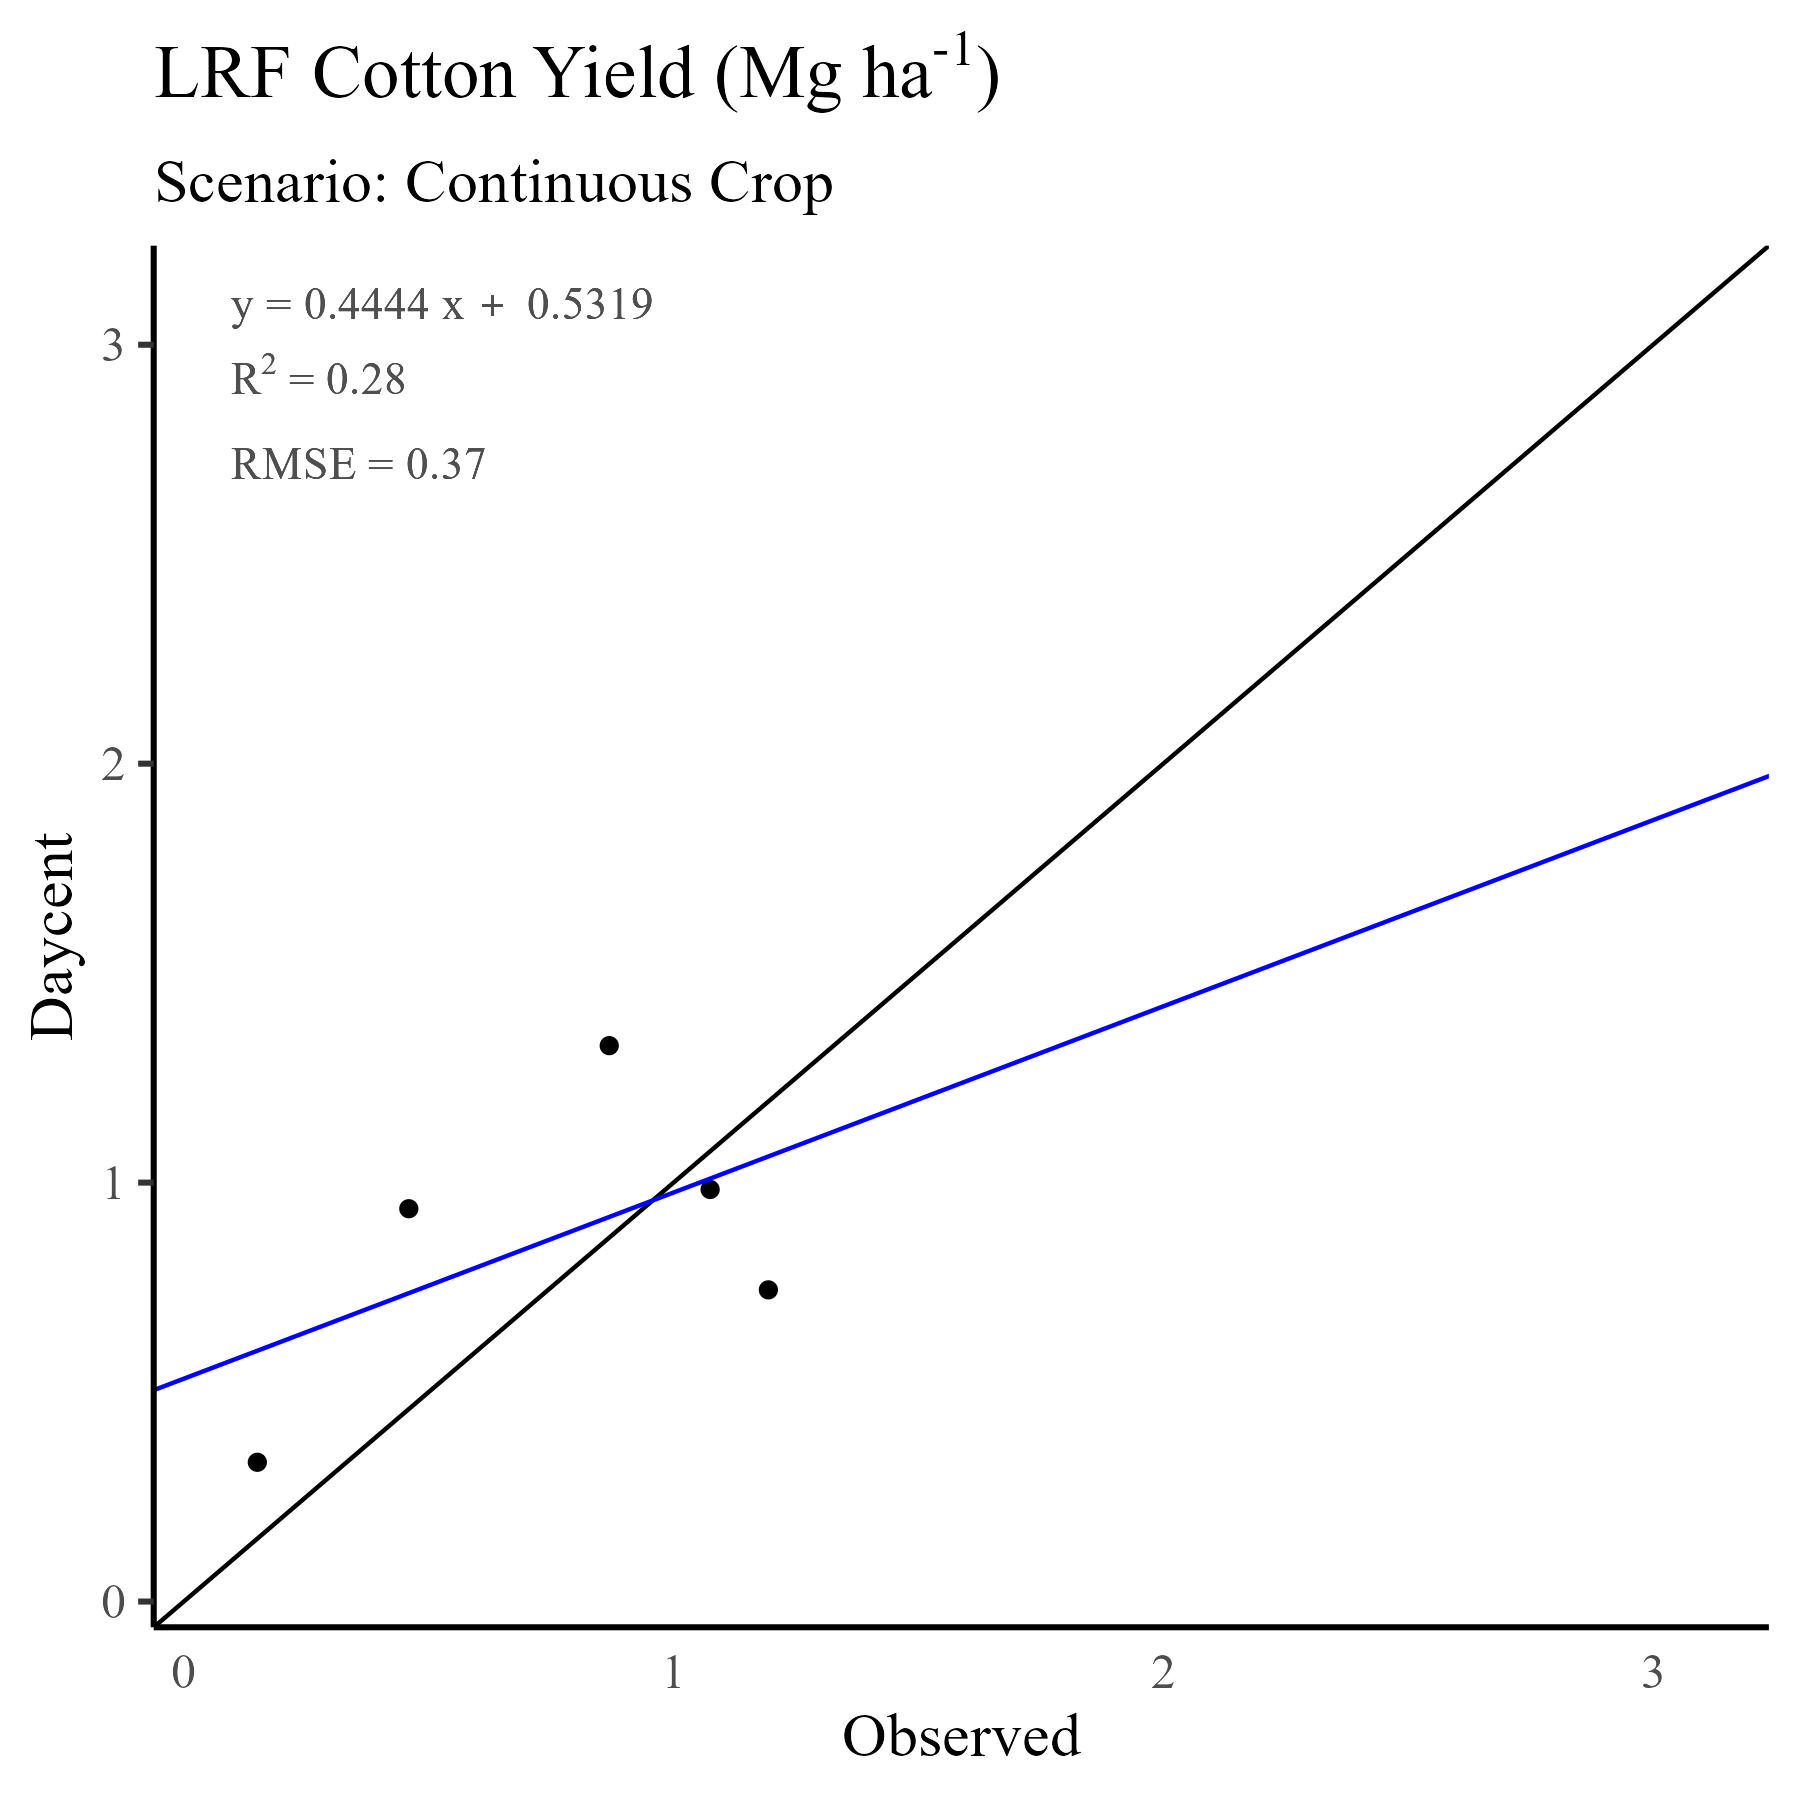 LRF Cotton Yield (Mg ha⁻¹)
Scenario: Continuous Crop
y = 0.4444 x + 0.5319
R² = 0.28
RMSE = 0.37
3
2
1
0
Daycent
0 1 2 3
Observed